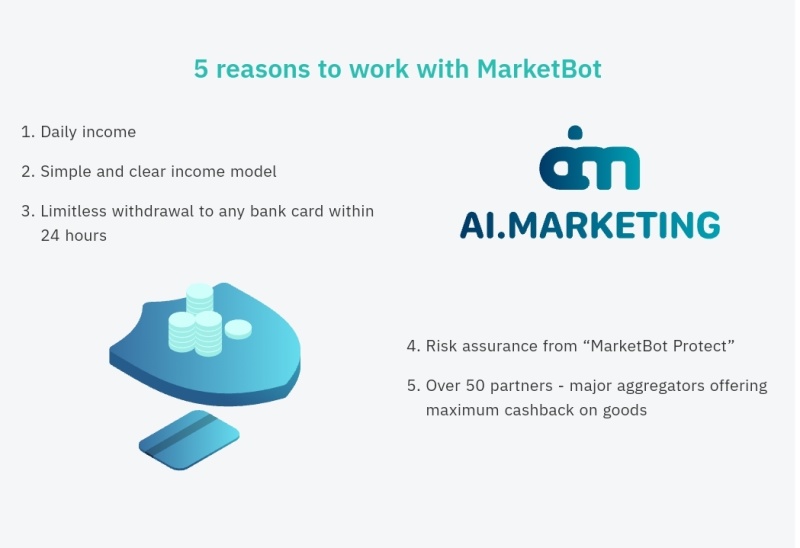 5 reasons to work with MarketBot
1. Daily income
2. Simple and clear income model
3. Limitless withdrawal to any bank card within
24 hours
aim
AI.MARKETING
4. Risk assurance from “MarketBot Protect”
5. Over 50 partners - major aggregators offering
maximum cashback on goods